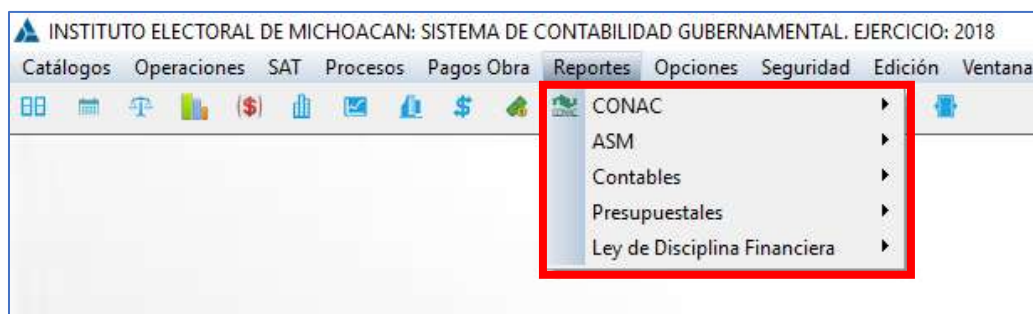 INSTITUTO ELECTORAL DE MICHOACAN: SISTEMA DE CONTABILIDAD GUBERNAMENTAL. EJERCICIO: 2018
Catálogos Operaciones SAT Procesos Pagos Obra Reportes Opciones Seguridad Edición Ventana
CONAC
ASM
Contables
Presupuestales
Ley de Disciplina Financiera